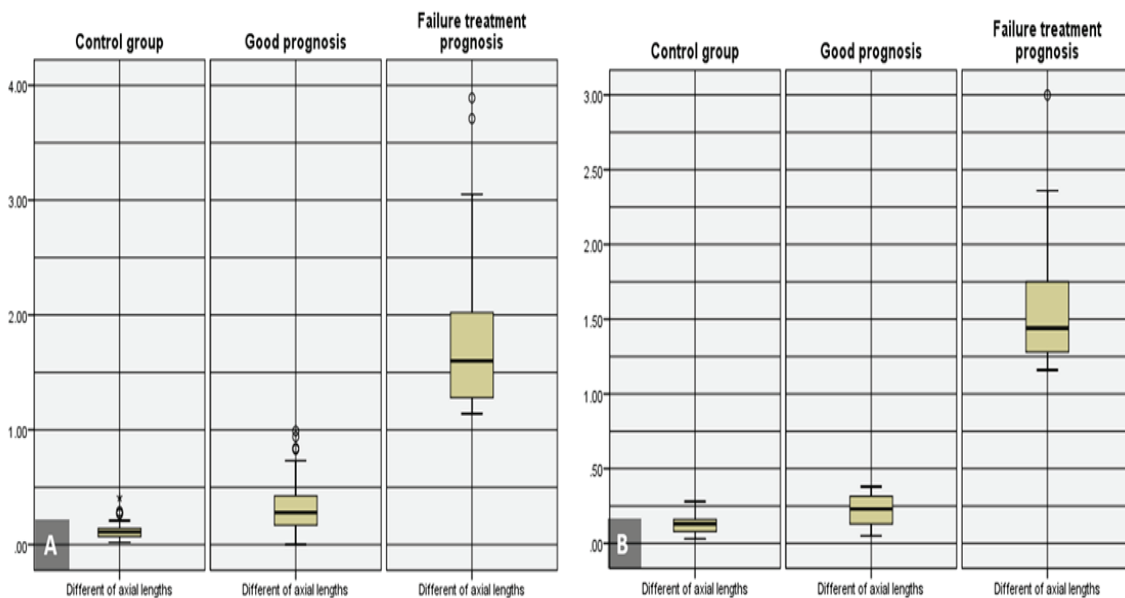 Control group
Good prognosis
Failure treatment
prognosis
4.00
3.00
2.00
1.00
.00
A
Different of axial lengths
Different of axial lengths
Different of axial lengths
Control group
Good prognosis
Failure treatment
prognosis
3.00
2.50
2.00
1.50
1.00
.50
.00
B
Different of axial lengths
Different of axial lengths
Different of axial lengths